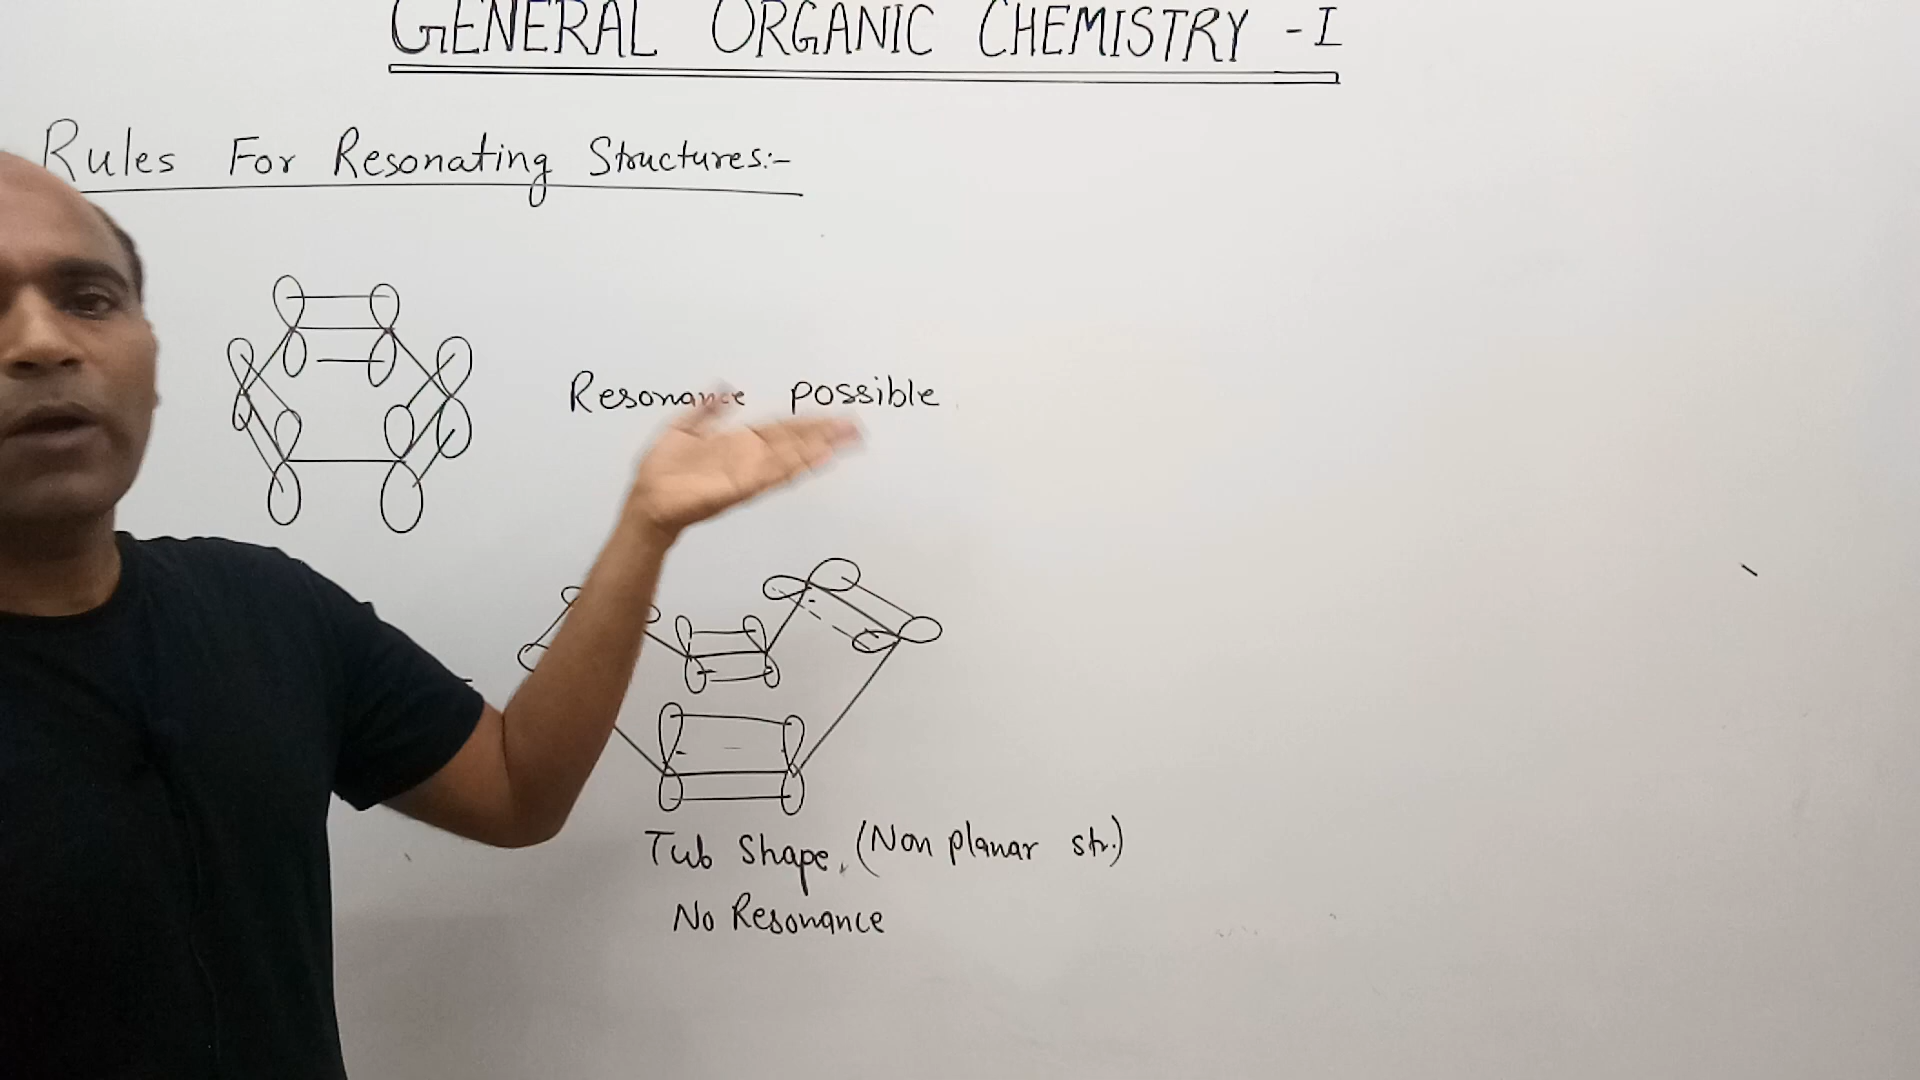 GENERAL ORGANIC CHEMISTRY - I
Rules For Resonating Structures:-
Resonance possible
Tub Shape. (Non planar str.)
No Resonance